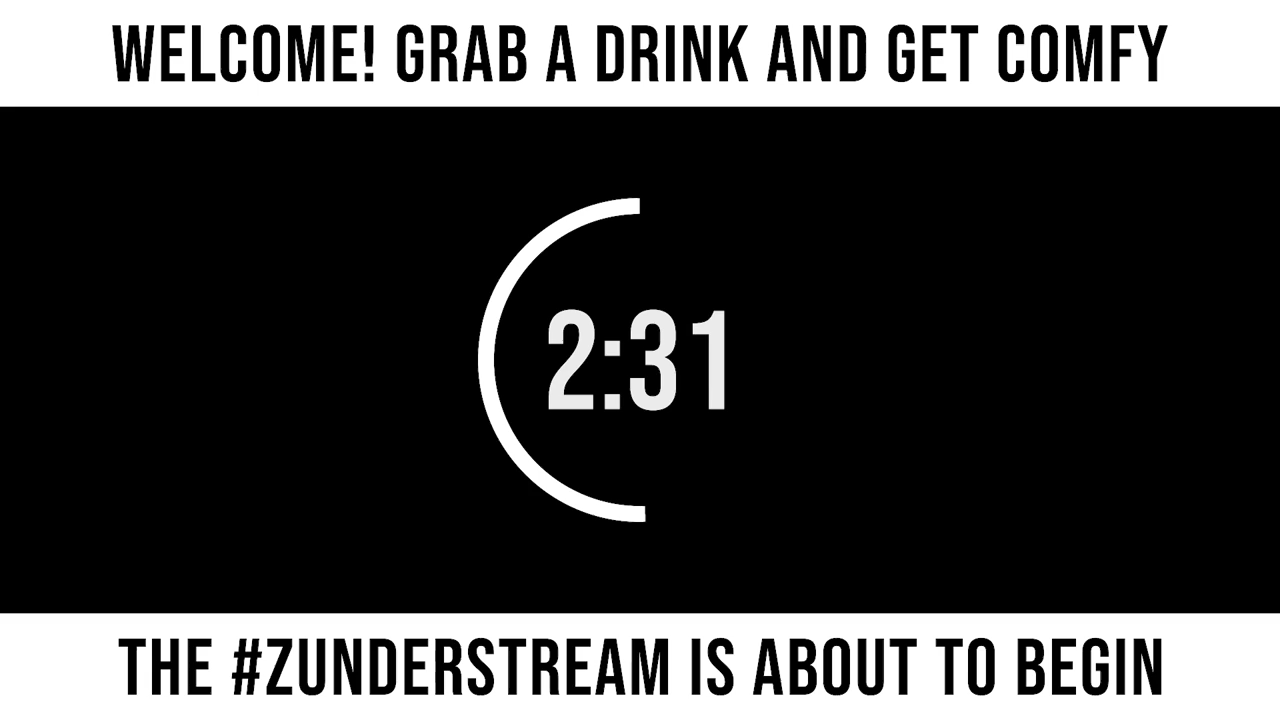 WELCOME! GRAB A DRINK AND GET COMFY
2:31
THE #ZUNDERSTREAM IS ABOUT TO BEGIN